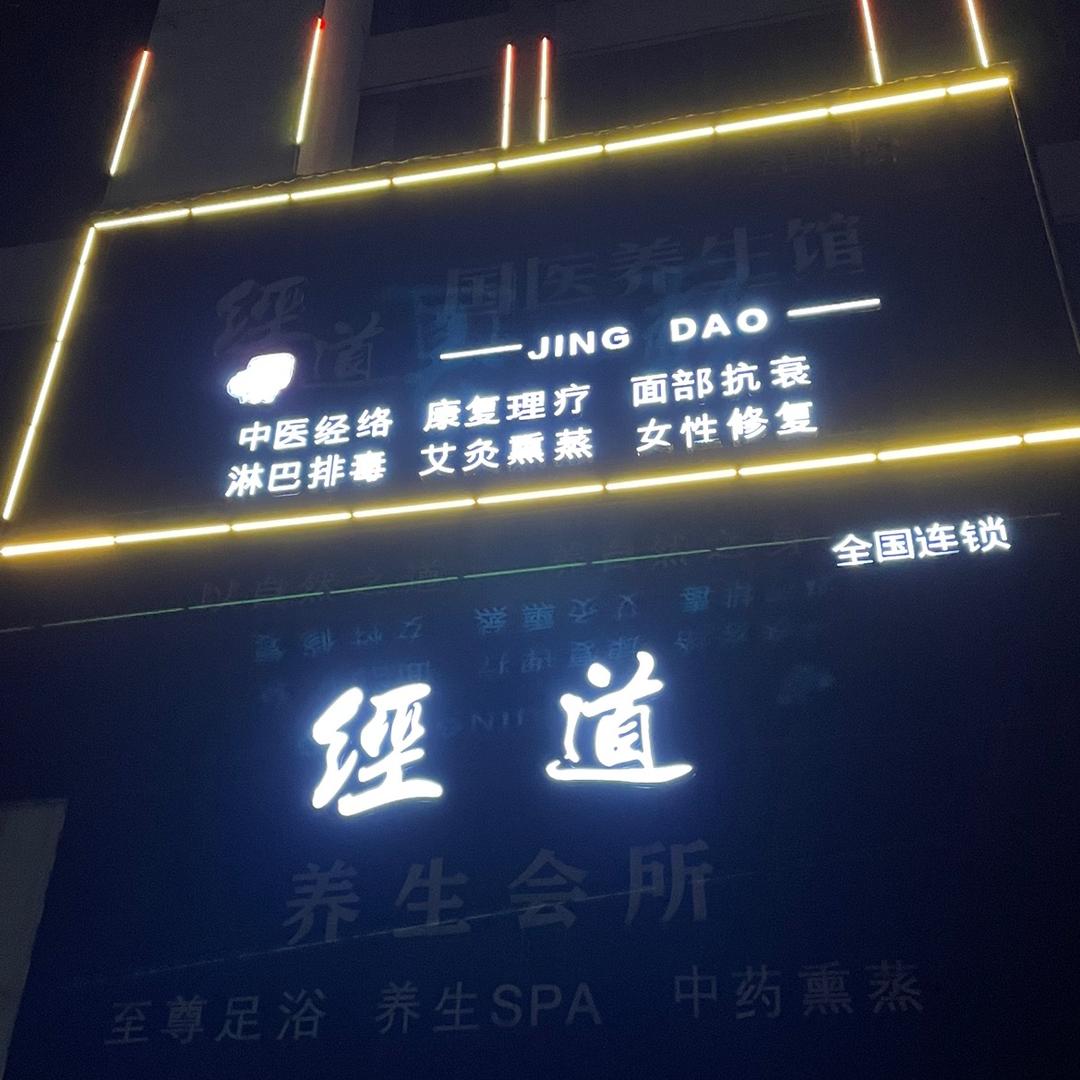 經道 国医养生馆
JING DAO
中医经络 康复理疗 面部抗衰
淋巴排毒 艾灸熏蒸 女性修复
全国连锁
經道
养生会所
至尊足浴 养生SPA 中药熏蒸